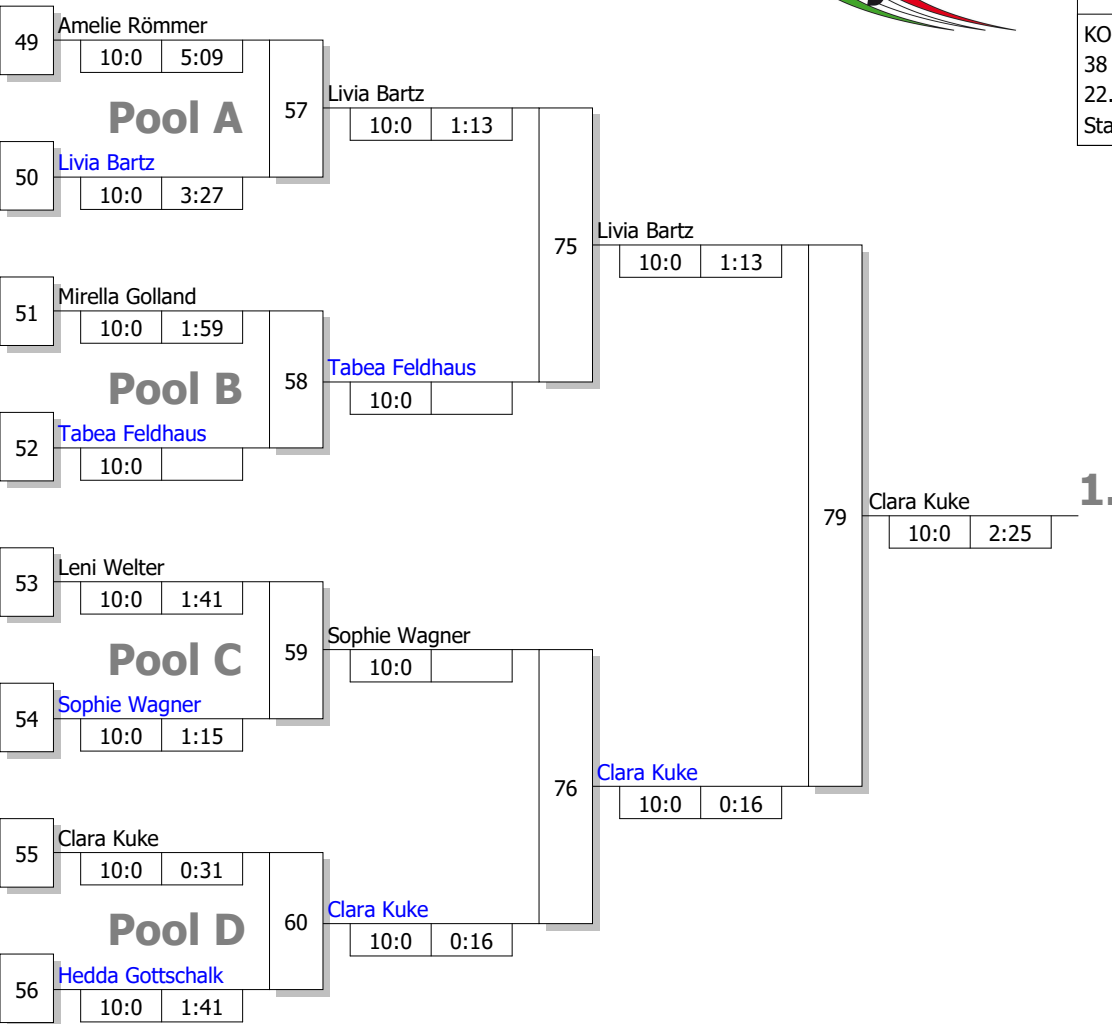 KO
38
22.
Sta
49
Amelie Römmer
10:0 5:09
Pool A
57
Livia Bartz
10:0 1:13
50
Livia Bartz
10:0 3:27
75
Livia Bartz
10:0 1:13
51
Mirella Golland
10:0 1:59
Pool B
58
Tabea Feldhaus
10:0
52
Tabea Feldhaus
10:0
79
Clara Kuke
10:0 2:25
1.
53
Leni Welter
10:0 1:41
Pool C
59
Sophie Wagner
10:0
54
Sophie Wagner
10:0 1:15
76
Clara Kuke
10:0 0:16
55
Clara Kuke
10:0 0:31
Pool D
60
Clara Kuke
10:0 0:16
56
Hedda Gottschalk
10:0 1:41